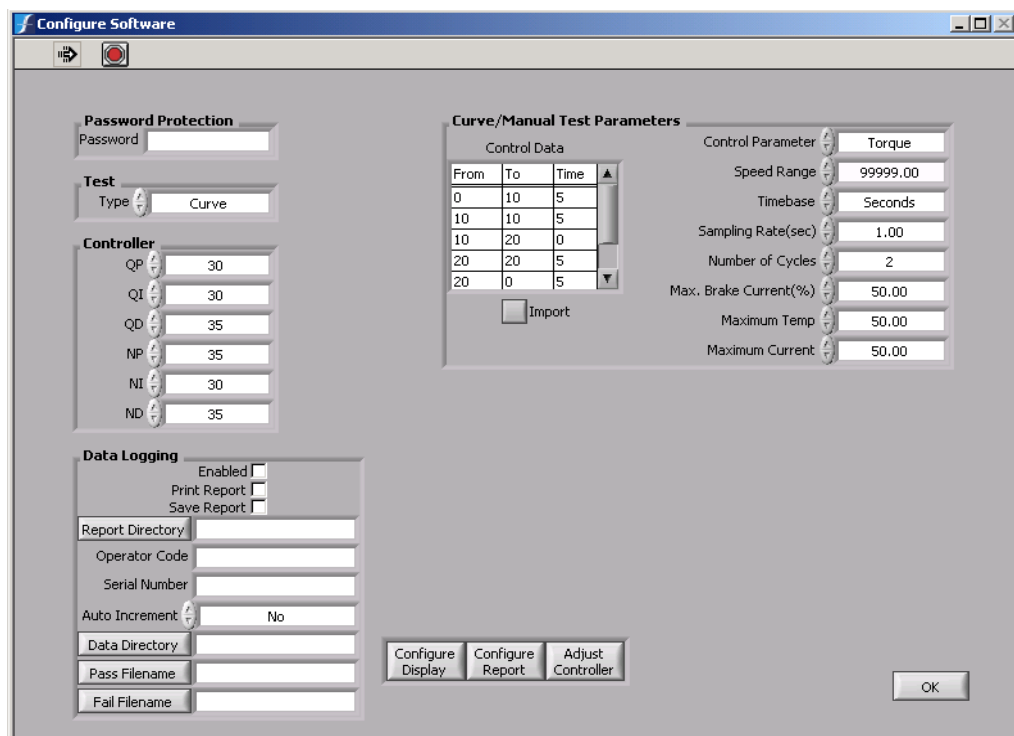 Configure Software
Password Protection
Password
Test
Type Curve
Controller
QP 30
QI 30
QD 35
NP 35
NI 30
ND 35
Data Logging
Enabled
Print Report
Save Report
Report Directory
Operator Code
Serial Number
Auto Increment No
Data Directory
Pass Filename
Fail Filename
Curve/Manual Test Parameters
Control Data
From To Time
0 10 5
10 10 5
10 20 0
20 20 5
20 0 5
Import
Control Parameter Torque
Speed Range 99999.00
Timebase Seconds
Sampling Rate(sec) 1.00
Number of Cycles 2
Max. Brake Current(%) 50.00
Maximum Temp 50.00
Maximum Current 50.00
Configure Display
Configure Report
Adjust Controller
OK